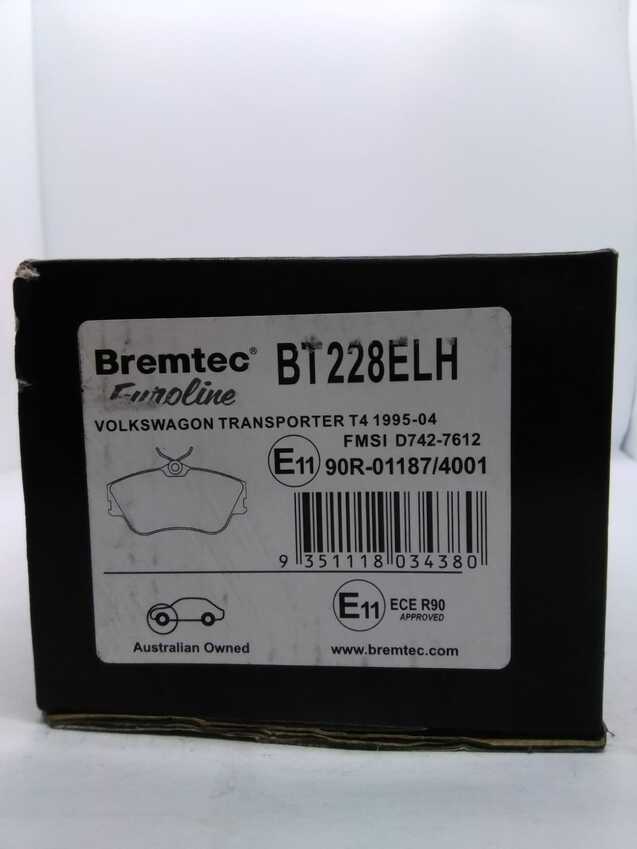 Bremtec® BT228ELH
Euroline
VOLKSWAGON TRANSPORTER T4 1995-04
FMSI D742-7612
E11 90R-01187/4001
9 351118 034380
E11 ECE R90
APPROVED
Australian Owned www.bremtec.com